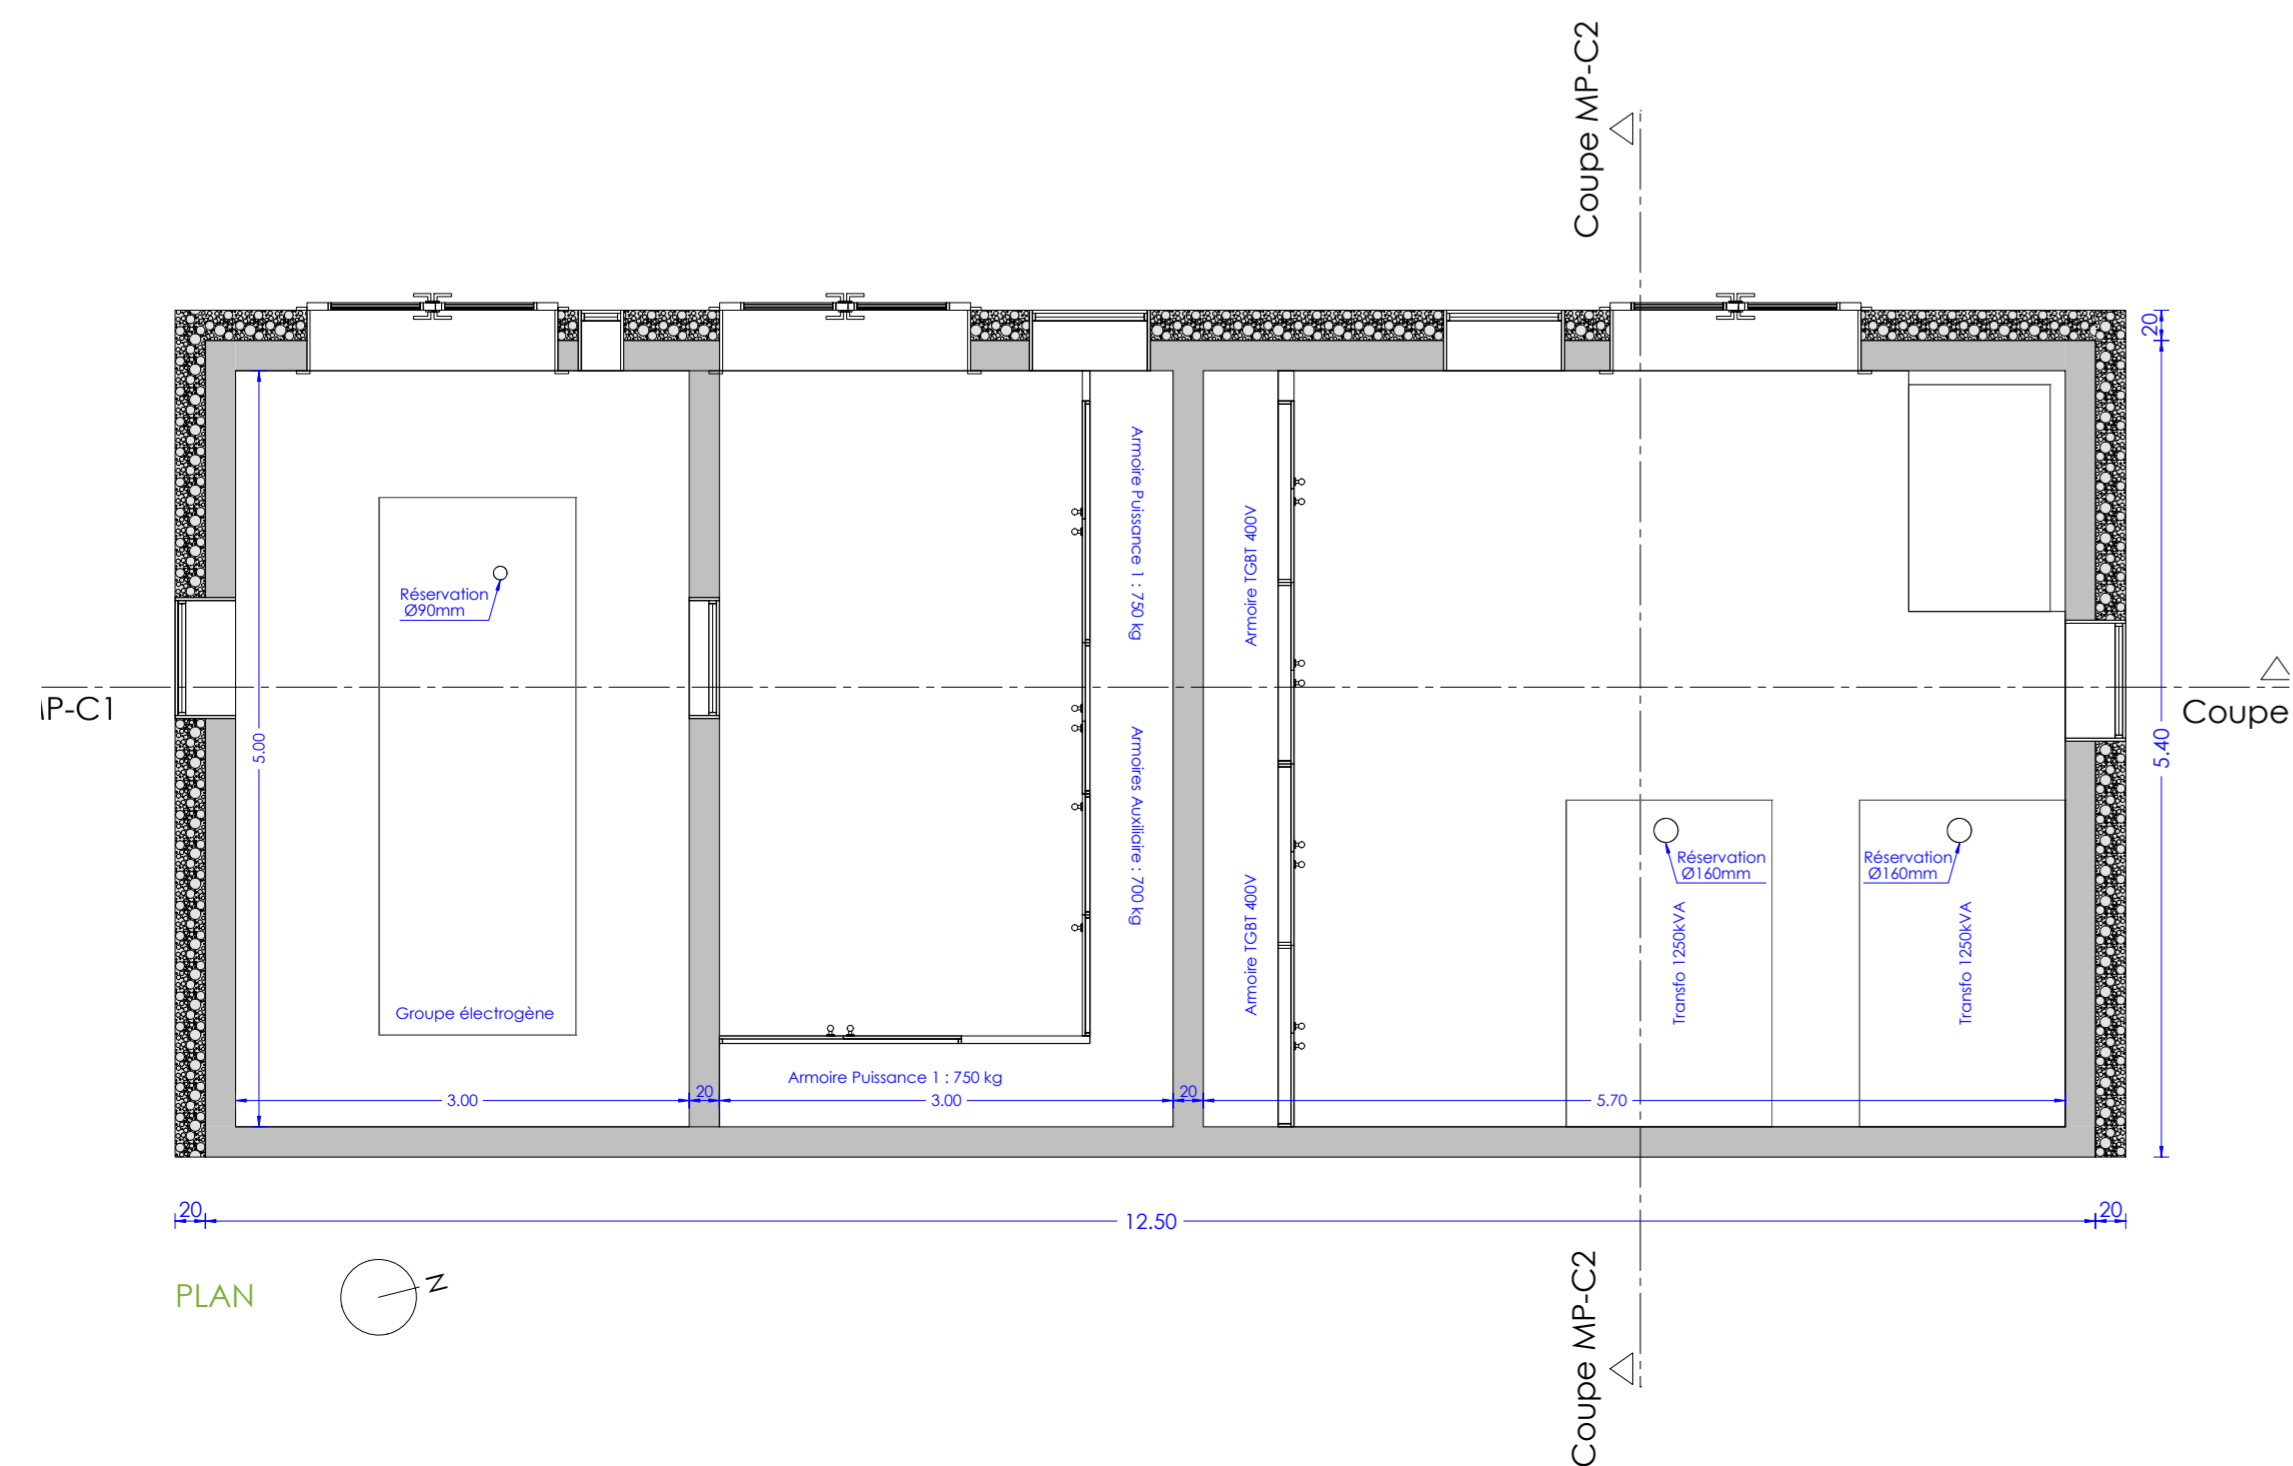 Coupe MP-C2
20
Armoire Puissance 1 : 750 kg
Armoire TGBT 400V
Réservation
Ø90mm
IP-C1
Coupe
5.00
5.40
Armoires Auxiliaire : 700 kg
Armoire TGBT 400V
Réservation
Ø160mm
Réservation
Ø160mm
Transfo 1250kVA
Transfo 1250kVA
Groupe électrogène
Armoire Puissance 1 : 750 kg
3.00
20
3.00
20
5.70
20
12.50
20
PLAN
N
Coupe MP-C2